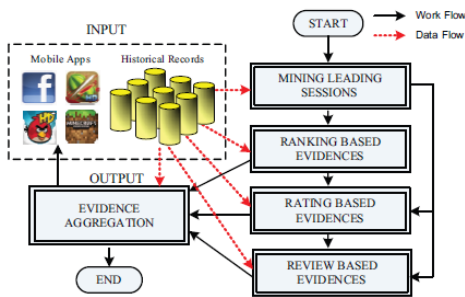 INPUT
START
Work Flow
Data Flow
Mobile Apps
Historical Records
MINING LEADING
SESSIONS
RANKING BASED
EVIDENCES
OUTPUT
EVIDENCE
AGGREGATION
RATING BASED
EVIDENCES
REVIEW BASED
EVIDENCES
END